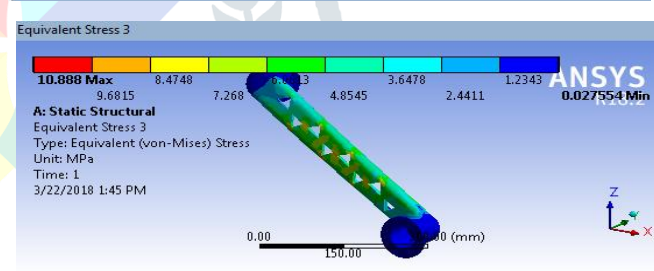 Equivalent Stress 3
10.888 Max 8.4748 3.6478 1.2343
ANSYS
9.6815 7.268 4.8545 2.4411 0.027554 Min
A: Static Structural
Equivalent Stress 3
Type: Equivalent (von-Mises) Stress
Unit: MPa
Time: 1
3/22/2018 1:45 PM
Z
Y
X
0.00 (mm)
150.00